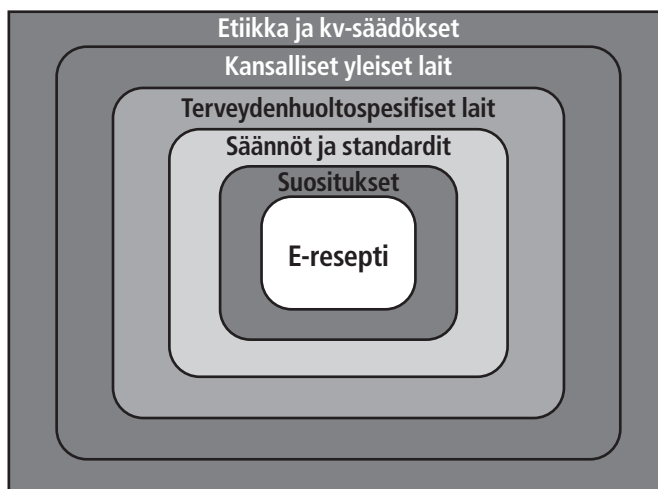 Etiikka ja kv-säädökset
Kansalliset yleiset lait
Terveydenhuoltospesifiset lait
Säännöt ja standardit
Suositukset
E-resepti